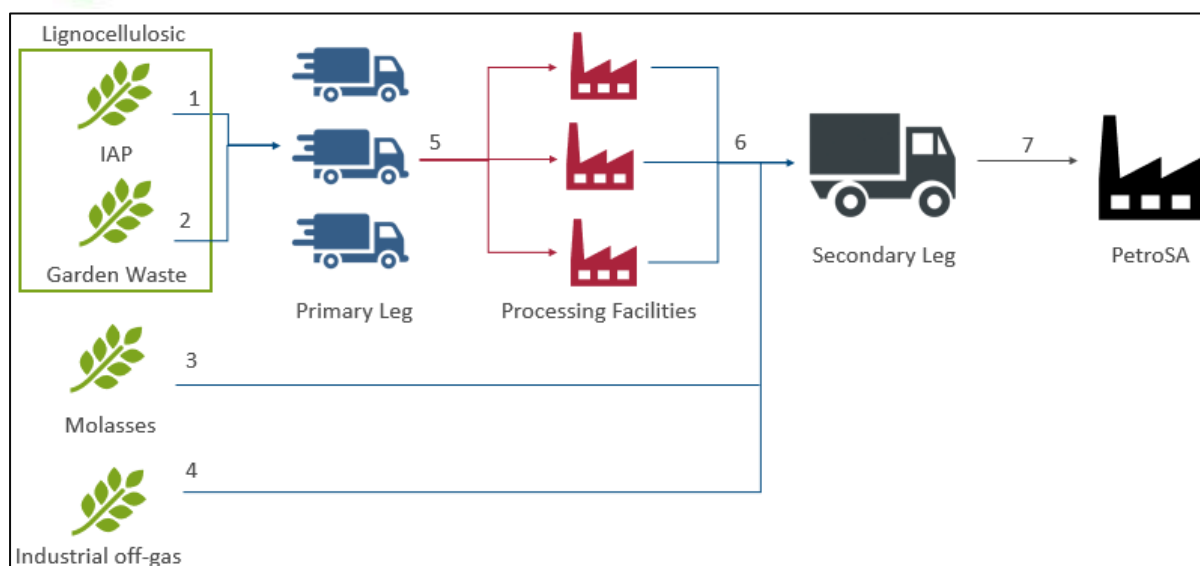 Lignocellulosic
1
IAP
2
Garden Waste
Primary Leg
5
Processing Facilities
6
Secondary Leg
7
PetroSA
3
Molasses
4
Industrial off-gas